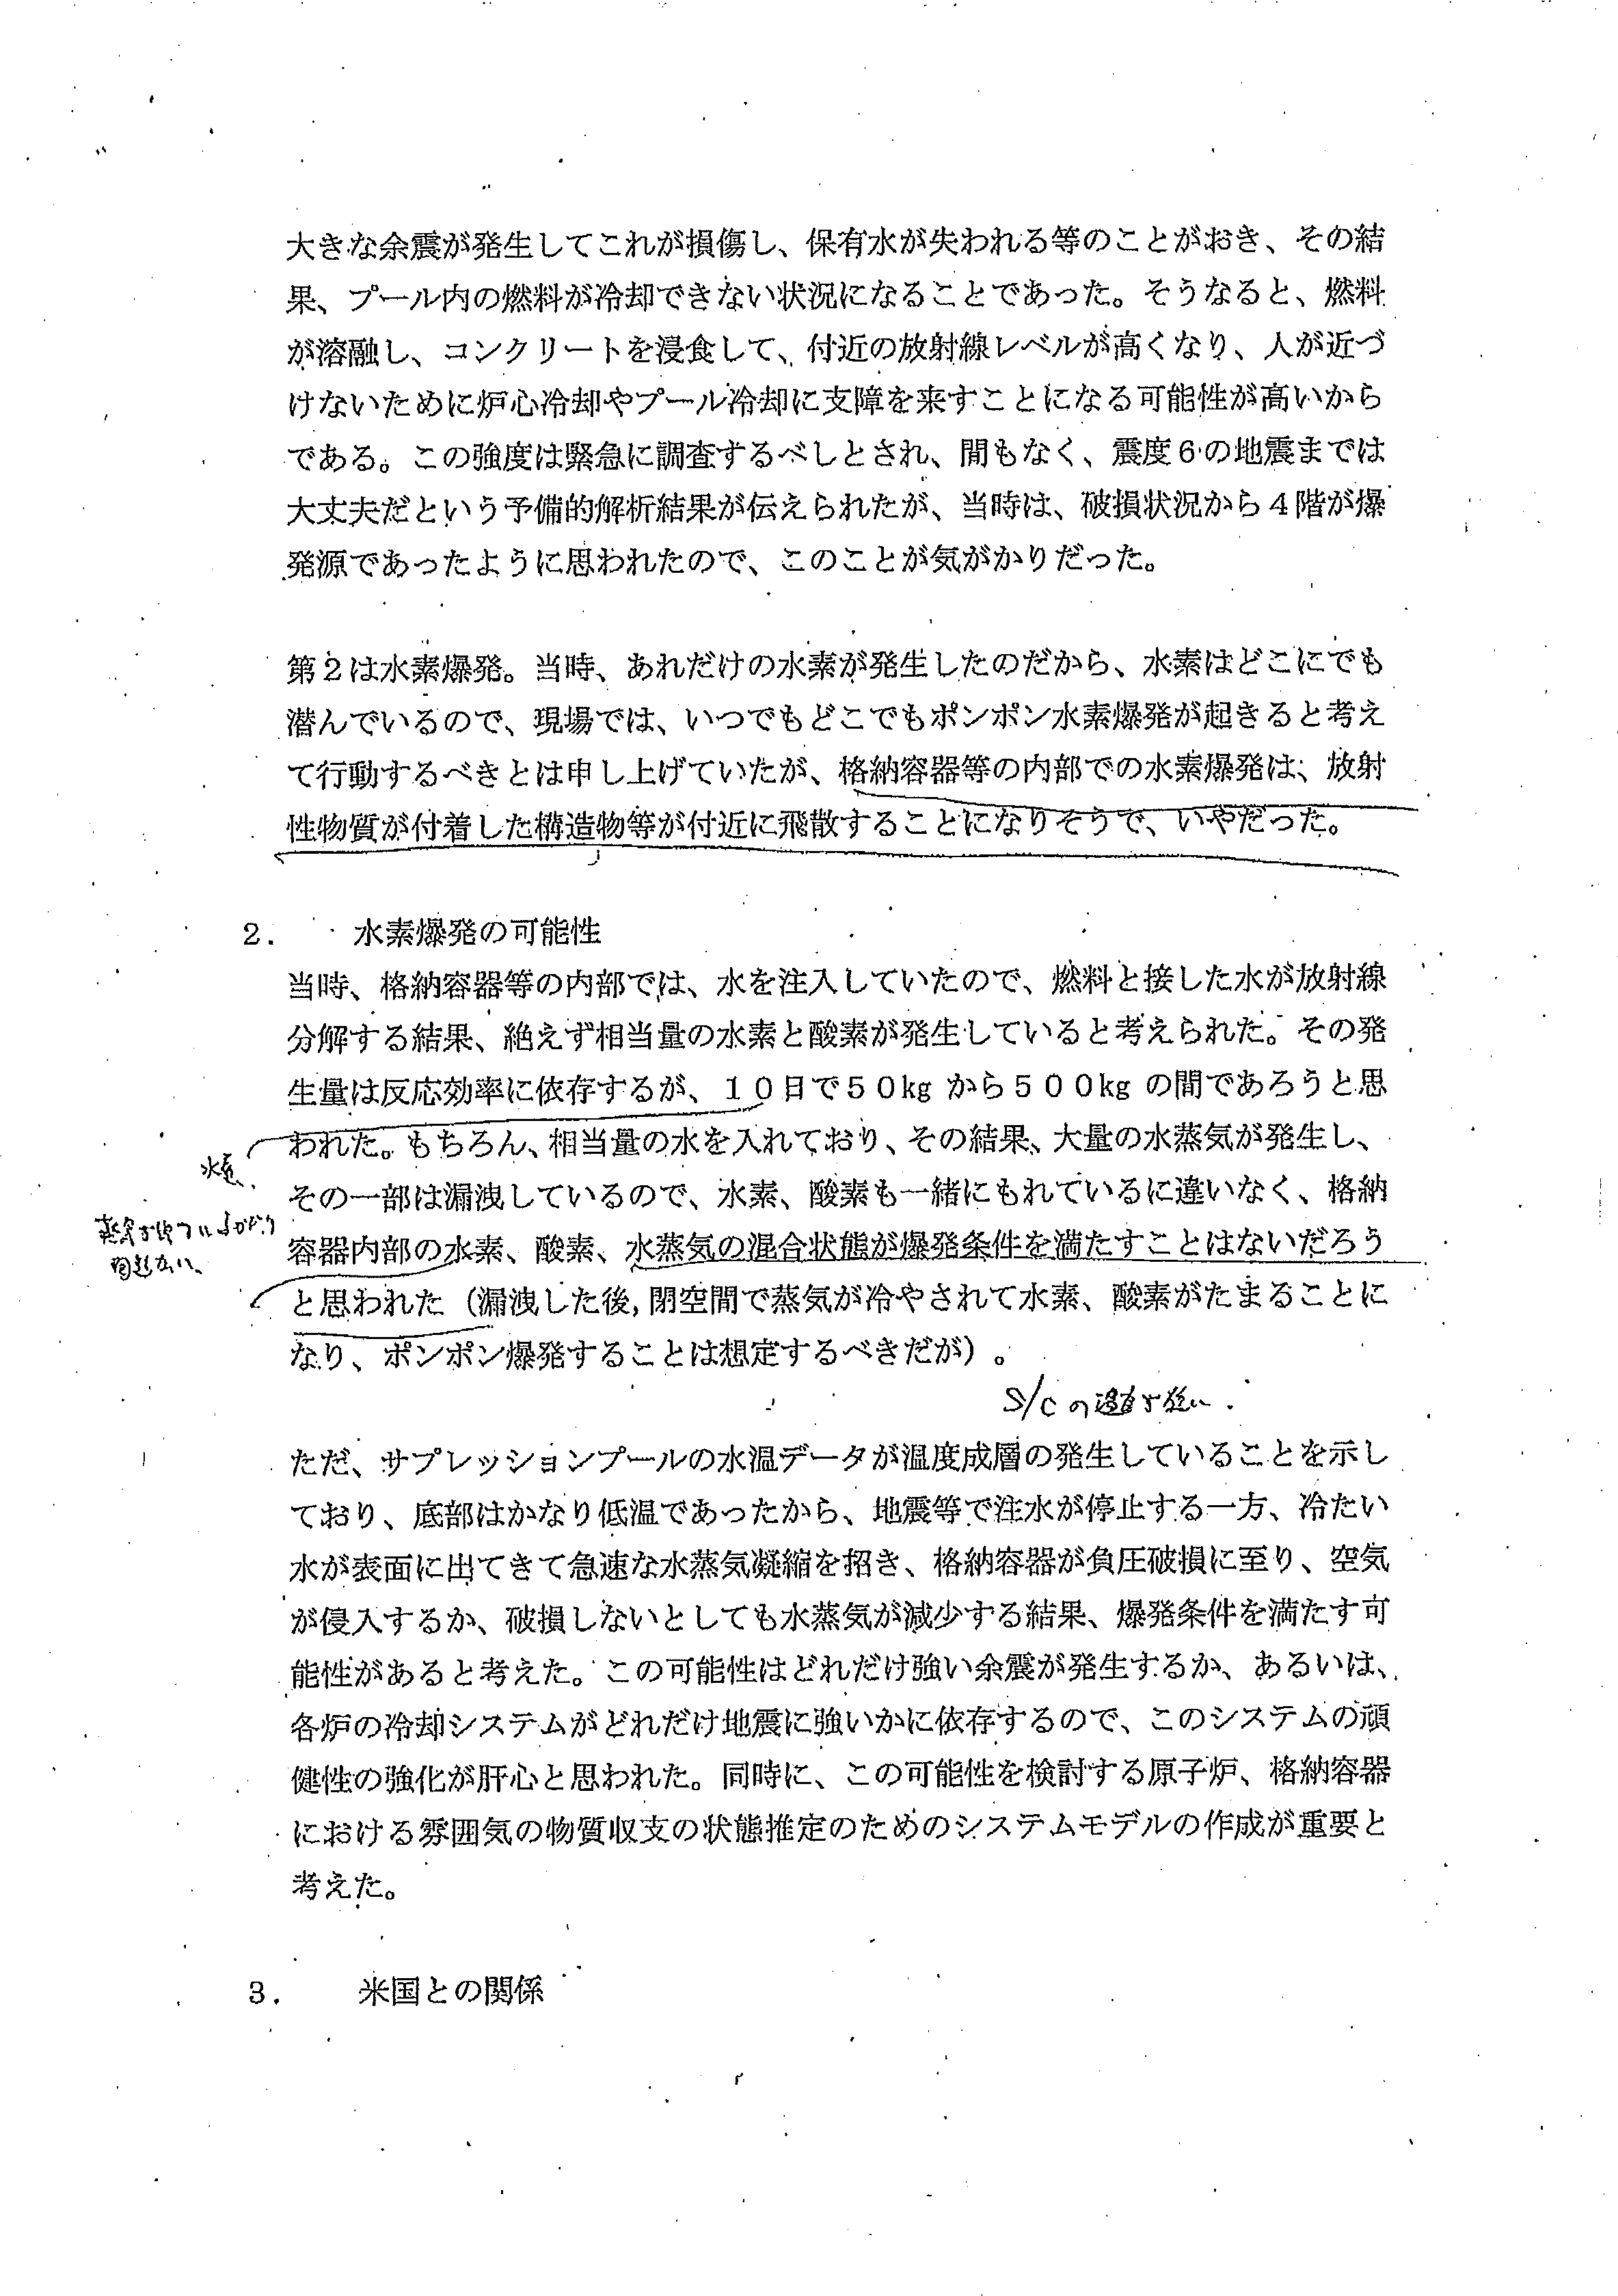 大きな余震が発生してこれが損傷し、保有水が失われる等のことがおき、その結
果、プール内の燃料が冷却できない状況になることであった。そうなると、燃料
が溶融し、コンクリートを浸食して、付近の放射線レベルが高くなり、人が近づ
けないために炉心冷却やプール冷却に支障を来すことになる可能性が高いから
である。この強度は緊急に調査するべしとされ、間もなく、震度６の地震までは
大丈夫だという予備的解析結果が伝えられたが、当時は、破損状況から４階が爆
発源であったように思われたので、このことが気がかりだった。
第２は水素爆発。当時、あれだけの水素が発生したのだから、水素はどこにでも
潜んでいるので、現場では、いつでもどこでもポンポン水素爆発が起きると考え
て行動するべきとは申し上げていたが、格納容器等の内部での水素爆発は、放射
性物質が付着した構造物等が付近に飛散することになりそうで、いやだった。
2. 水素爆発の可能性
当時、格納容器等の内部では、水を注入していたので、燃料と接した水が放射線
分解する結果、絶えず相当量の水素と酸素が発生していると考えられた。その発
生量は反応効率に依存するが、１０日で５０kg から５００kg の間であろうと思
われた。もちろん、相当量の水を入れており、その結果、大量の水蒸気が発生し、
その一部は漏洩しているので、水素、酸素も一緒にもれているに違いなく、格納
容器内部の水素、酸素、水蒸気の混合状態が爆発条件を満たすことはないだろう
問題ない、
と思われた（漏洩した後,閉空間で蒸気が冷やされて水素、酸素がたまることに
なり、ポンポン爆発することは想定するべきだが）。
S/Cの
ただ、サプレッションプールの水温データが温度成層の発生していることを示し
ており、底部はかなり低温であったから、地震等で注水が停止する一方、冷たい
水が表面に出てきて急速な水蒸気凝縮を招き、格納容器が負圧破損に至り、空気
が侵入するか、破損しないとしても水蒸気が減少する結果、爆発条件を満たす可
能性があると考えた。この可能性はどれだけ強い余震が発生するか、あるいは、
各炉の冷却システムがどれだけ地震に強いかに依存するので、このシステムの頑
健性の強化が肝心と思われた。同時に、この可能性を検討する原子炉、格納容器
における雰囲気の物質収支の状態推定のためのシステムモデルの作成が重要と
考えた。
3. 米国との関係